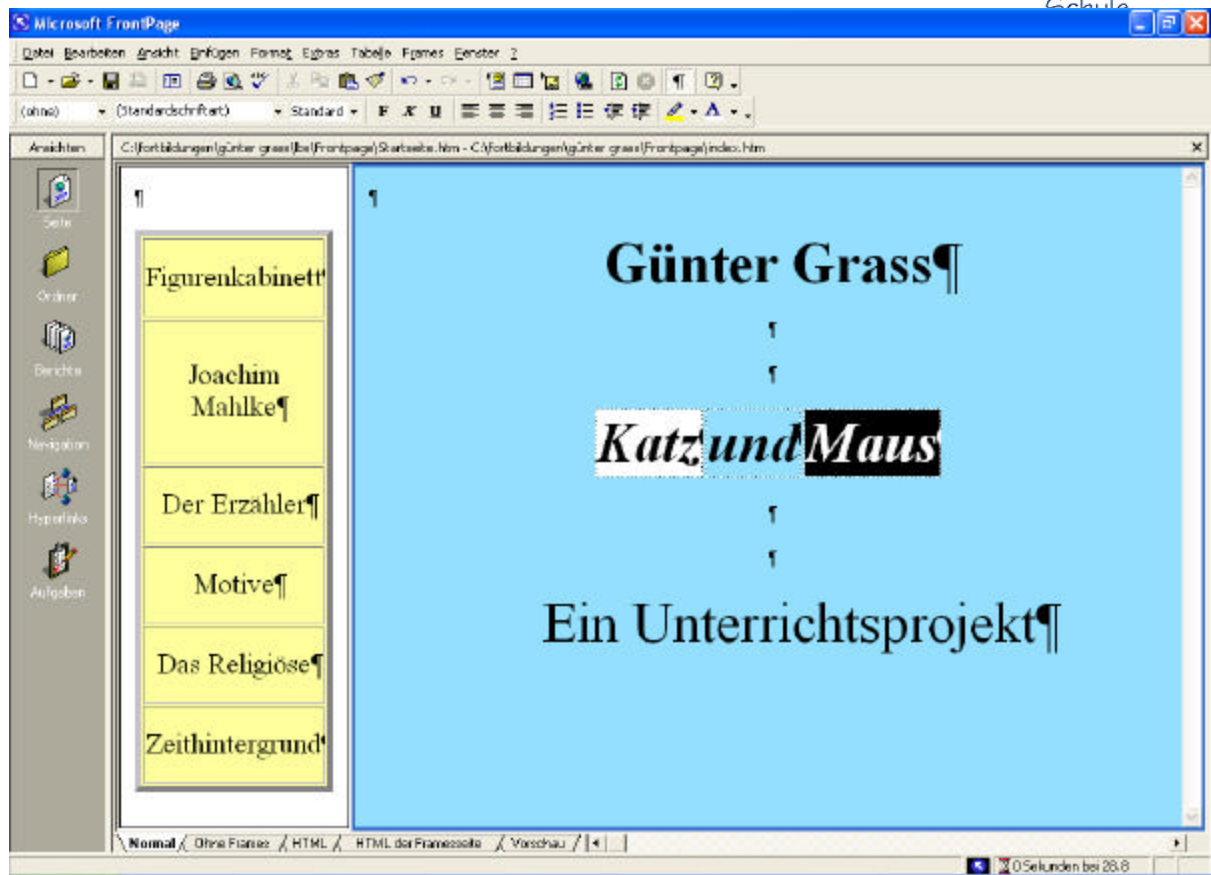 Schule
Microsoft FrontPage
Datei Bearbeiten Ansicht Einfügen Format Extras Tabelle Frames Fenster ?
(ohne) (Standardschriftart) Standard F K U A
Ansichten
C:\fortbildungen\günter grass\lbs\Frontpage\Startseite.htm - C:\fortbildungen\günter grass\Frontpage\index.htm
Seite
Ordner
Berichte
Navigation
Hyperlinks
Aufgaben
¶
Figurenkabinett
Joachim
Mahlke¶
Der Erzähler¶
Motive¶
Das Religiöse¶
Zeithintergrund
¶
Günter Grass¶
¶
¶
Katz und Maus
¶
¶
Ein Unterrichtsprojekt¶
Normal Ohne Frames HTML HTML der Framesseite Vorschau
0 Sekunden bei 28.8